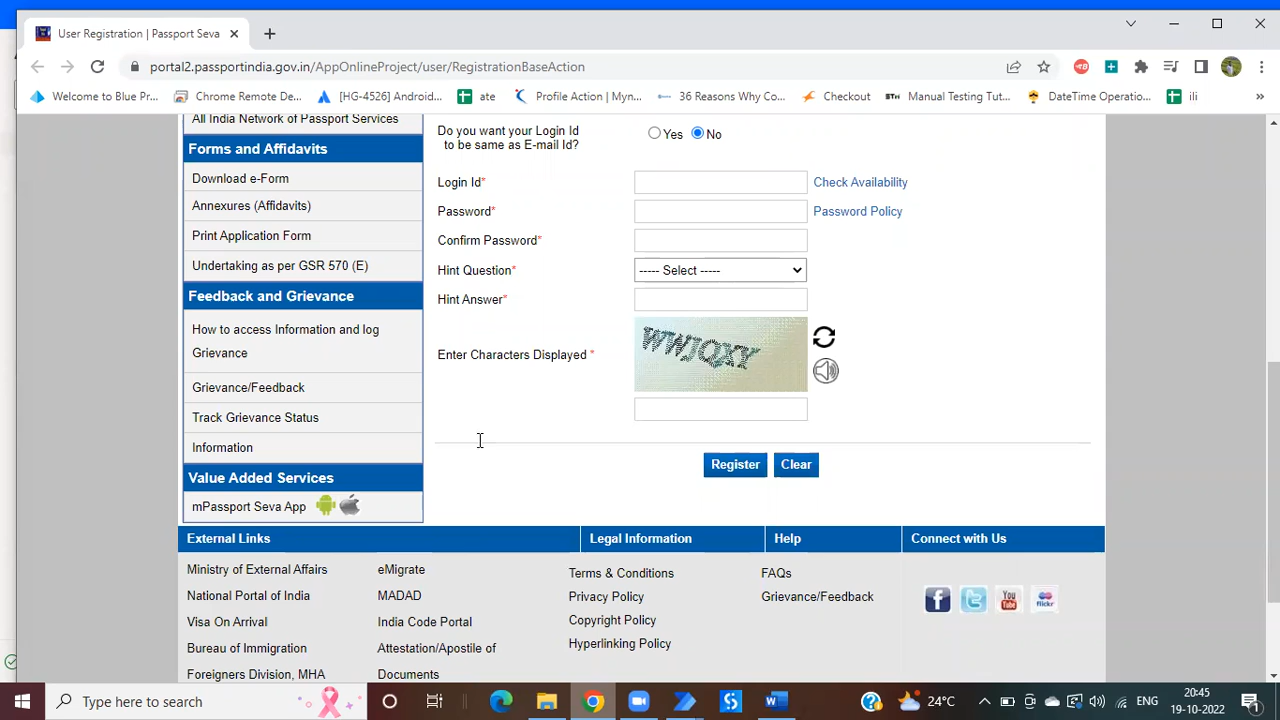 User Registration | Passport Seva
portal2.passportindia.gov.in/AppOnlineProject/user/RegistrationBaseAction
Welcome to Blue Pr...
Chrome Remote De...
[HG-4526] Android...
ate
Profile Action | Myn...
36 Reasons Why Co...
Checkout
Manual Testing Tut...
DateTime Operatio...
ili
»
All India Network of Passport Services
Forms and Affidavits
Download e-Form
Annexures (Affidavits)
Print Application Form
Undertaking as per GSR 570 (E)
Feedback and Grievance
How to access Information and log
Grievance
Grievance/Feedback
Track Grievance Status
Information
Value Added Services
mPassport Seva App
Do you want your Login Id
to be same as E-mail Id?
Yes No
Login Id*
Check Availability
Password*
Password Policy
Confirm Password*
Hint Question*
----- Select -----
Hint Answer*
Enter Characters Displayed *
WWJQXY
Register Clear
External Links
Ministry of External Affairs
National Portal of India
Visa On Arrival
Bureau of Immigration
Foreigners Division, MHA
eMigrate
MADAD
India Code Portal
Attestation/Apostle of
Documents
Legal Information
Terms & Conditions
Privacy Policy
Copyright Policy
Hyperlinking Policy
Help
FAQs
Grievance/Feedback
Connect with Us
You
Tube
flickr
Type here to search
24°C
ENG
20:45
19-10-2022
1